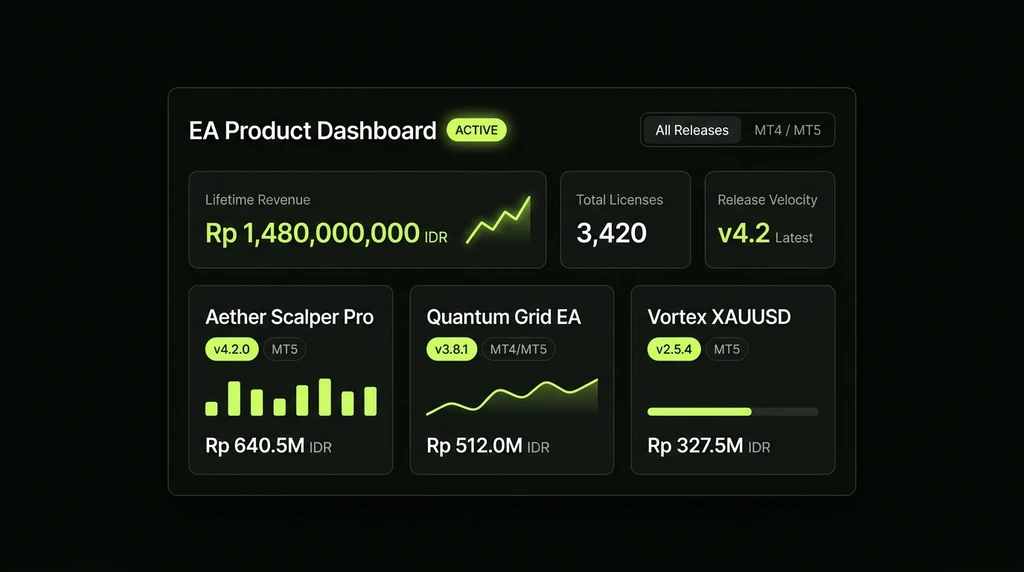 EA Product Dashboard ACTIVE
All Releases MT4 / MT5
Lifetime Revenue
Rp 1,480,000,000 IDR
Total Licenses
3,420
Release Velocity
v4.2 Latest
Aether Scalper Pro
v4.2.0 MT5
Rp 640.5M IDR
Quantum Grid EA
v3.8.1 MT4/MT5
Rp 512.0M IDR
Vortex XAUUSD
v2.5.4 MT5
Rp 327.5M IDR